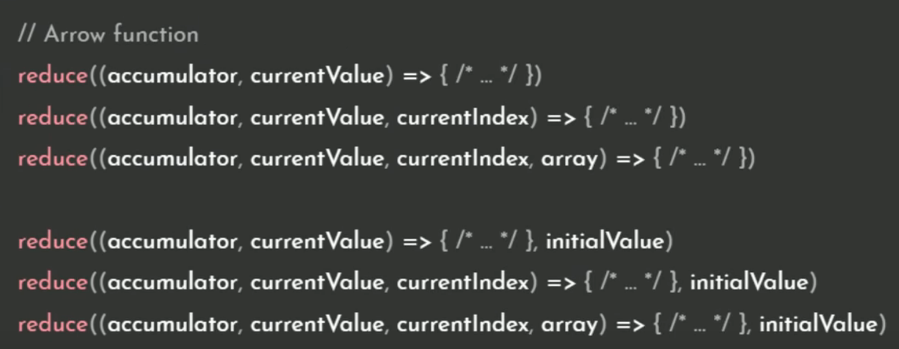 // Arrow function
reduce((accumulator, currentValue) => { /* … */ })
reduce((accumulator, currentValue, currentIndex) => { /* … */ })
reduce((accumulator, currentValue, currentIndex, array) => { /* … */ })
reduce((accumulator, currentValue) => { /* … */ }, initialValue)
reduce((accumulator, currentValue, currentIndex) => { /* … */ }, initialValue)
reduce((accumulator, currentValue, currentIndex, array) => { /* … */ }, initialValue)